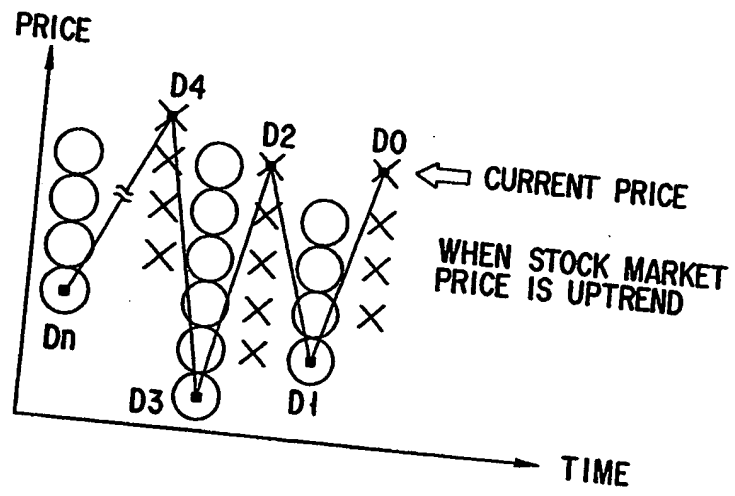 PRICE
D4
D2
D0
CURRENT PRICE
WHEN STOCK MARKET
PRICE IS UPTREND
Dn
D3
D1
TIME